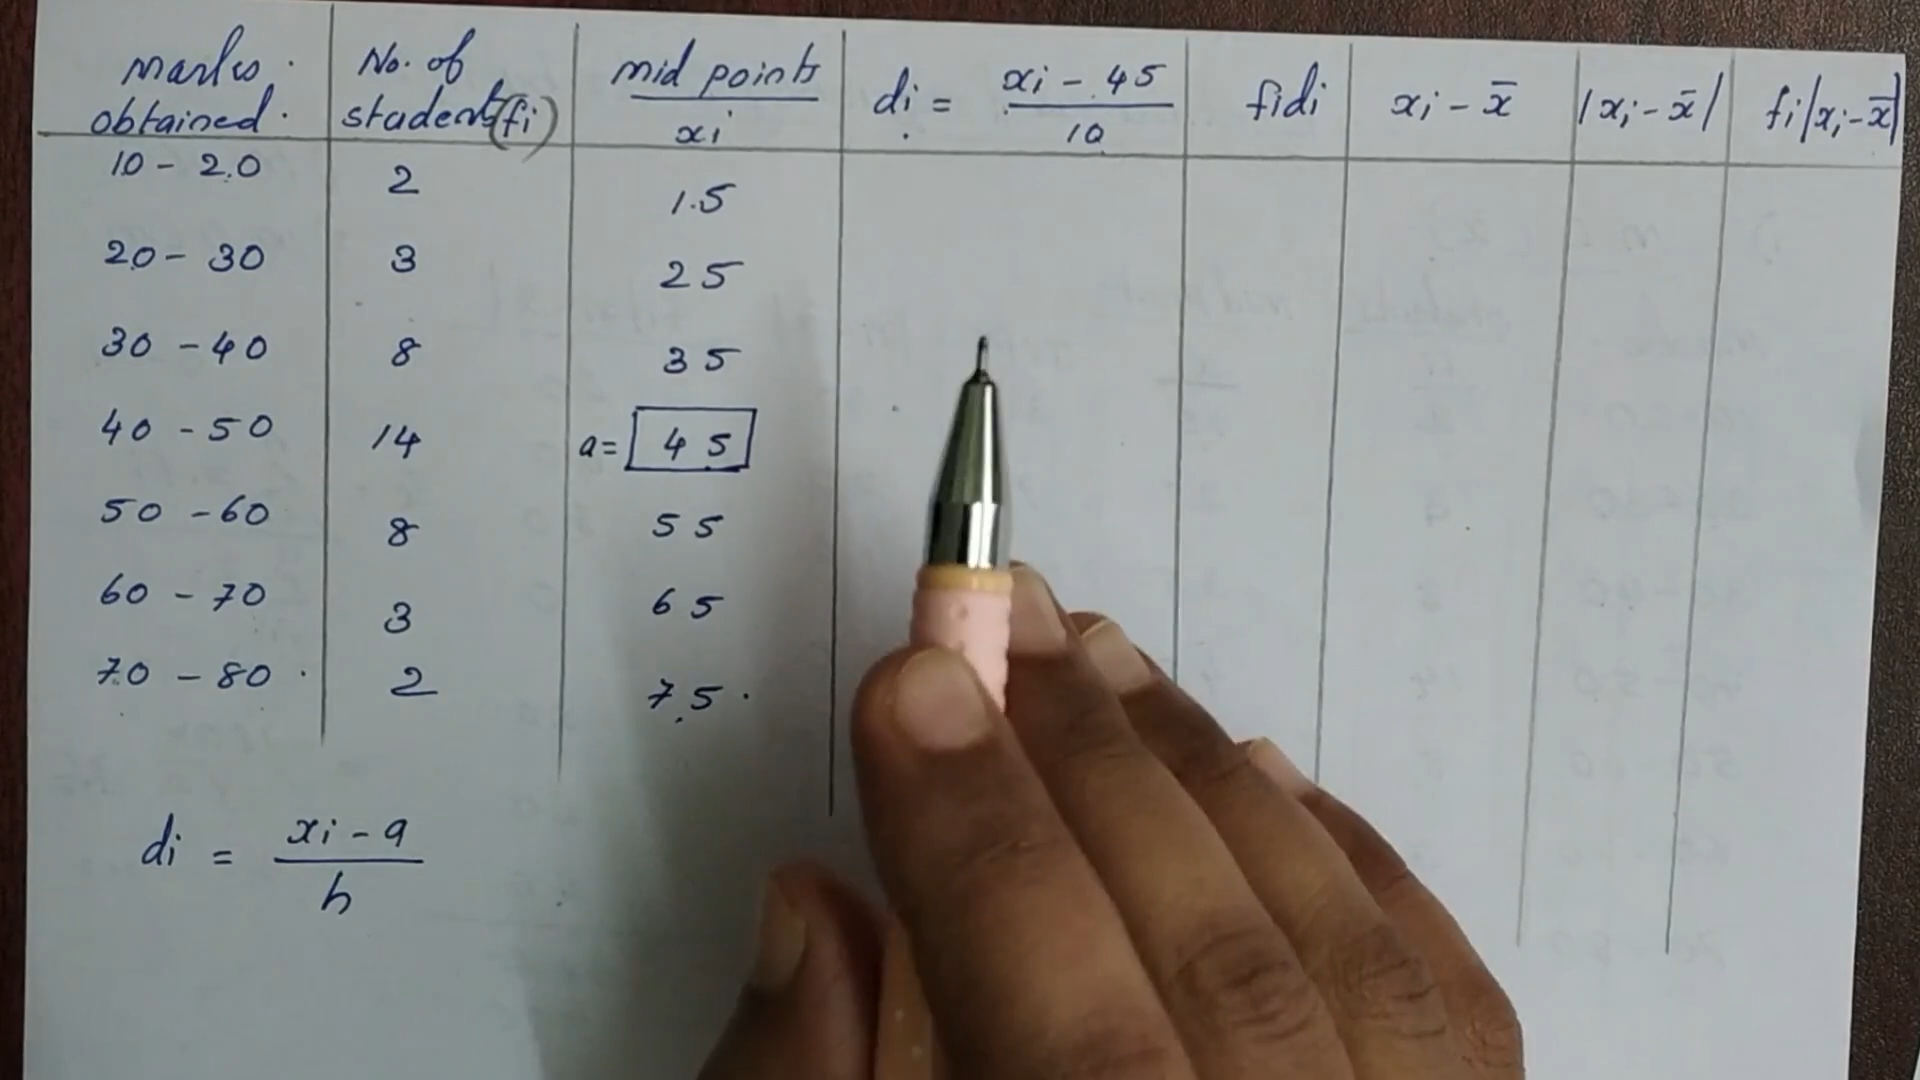 marks obtained. | No. of students (fi) | mid points xi | di = xi - 45 / 10 | fidi | xi - x̄ | |xi - x̄| | fi|xi - x̄|
10 - 20 2 15
20 - 30 3 25
30 - 40 8 35
40 - 50 14 a = 45
50 - 60 8 55
60 - 70 3 65
70 - 80 2 75
di = xi - a / h